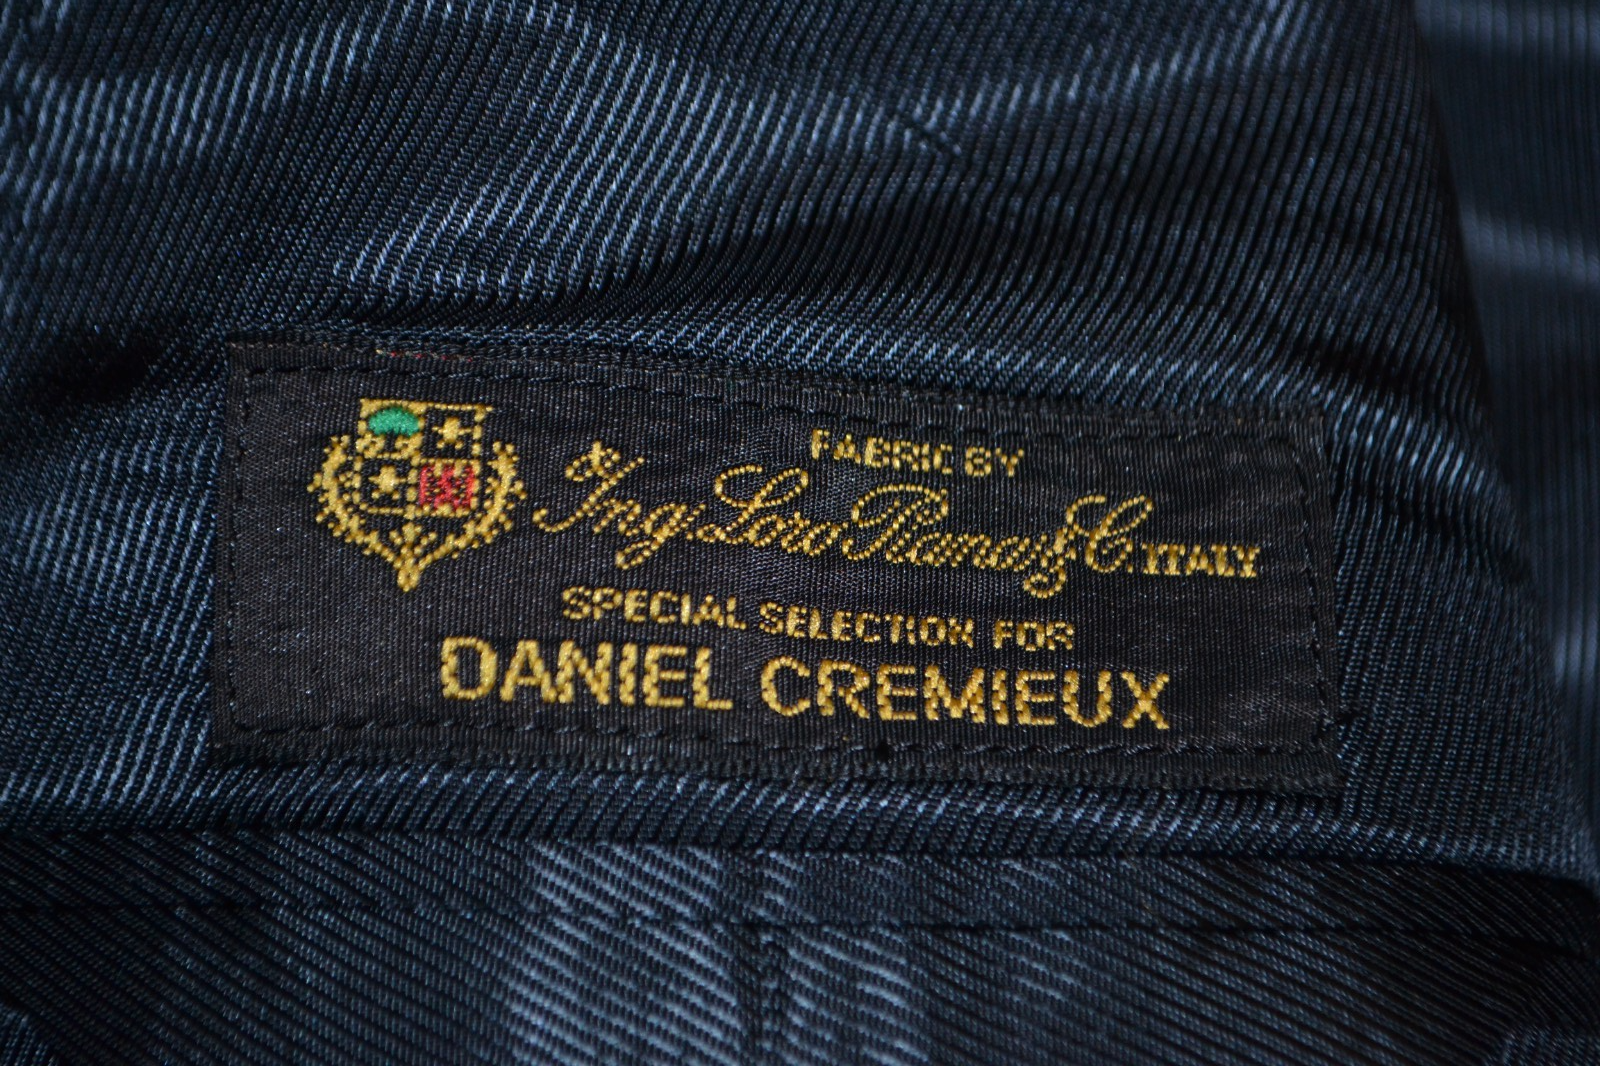 FABRIC BY
Ing. Loro Piana & C. ITALY
SPECIAL SELECTION FOR
DANIEL CREMIEUX